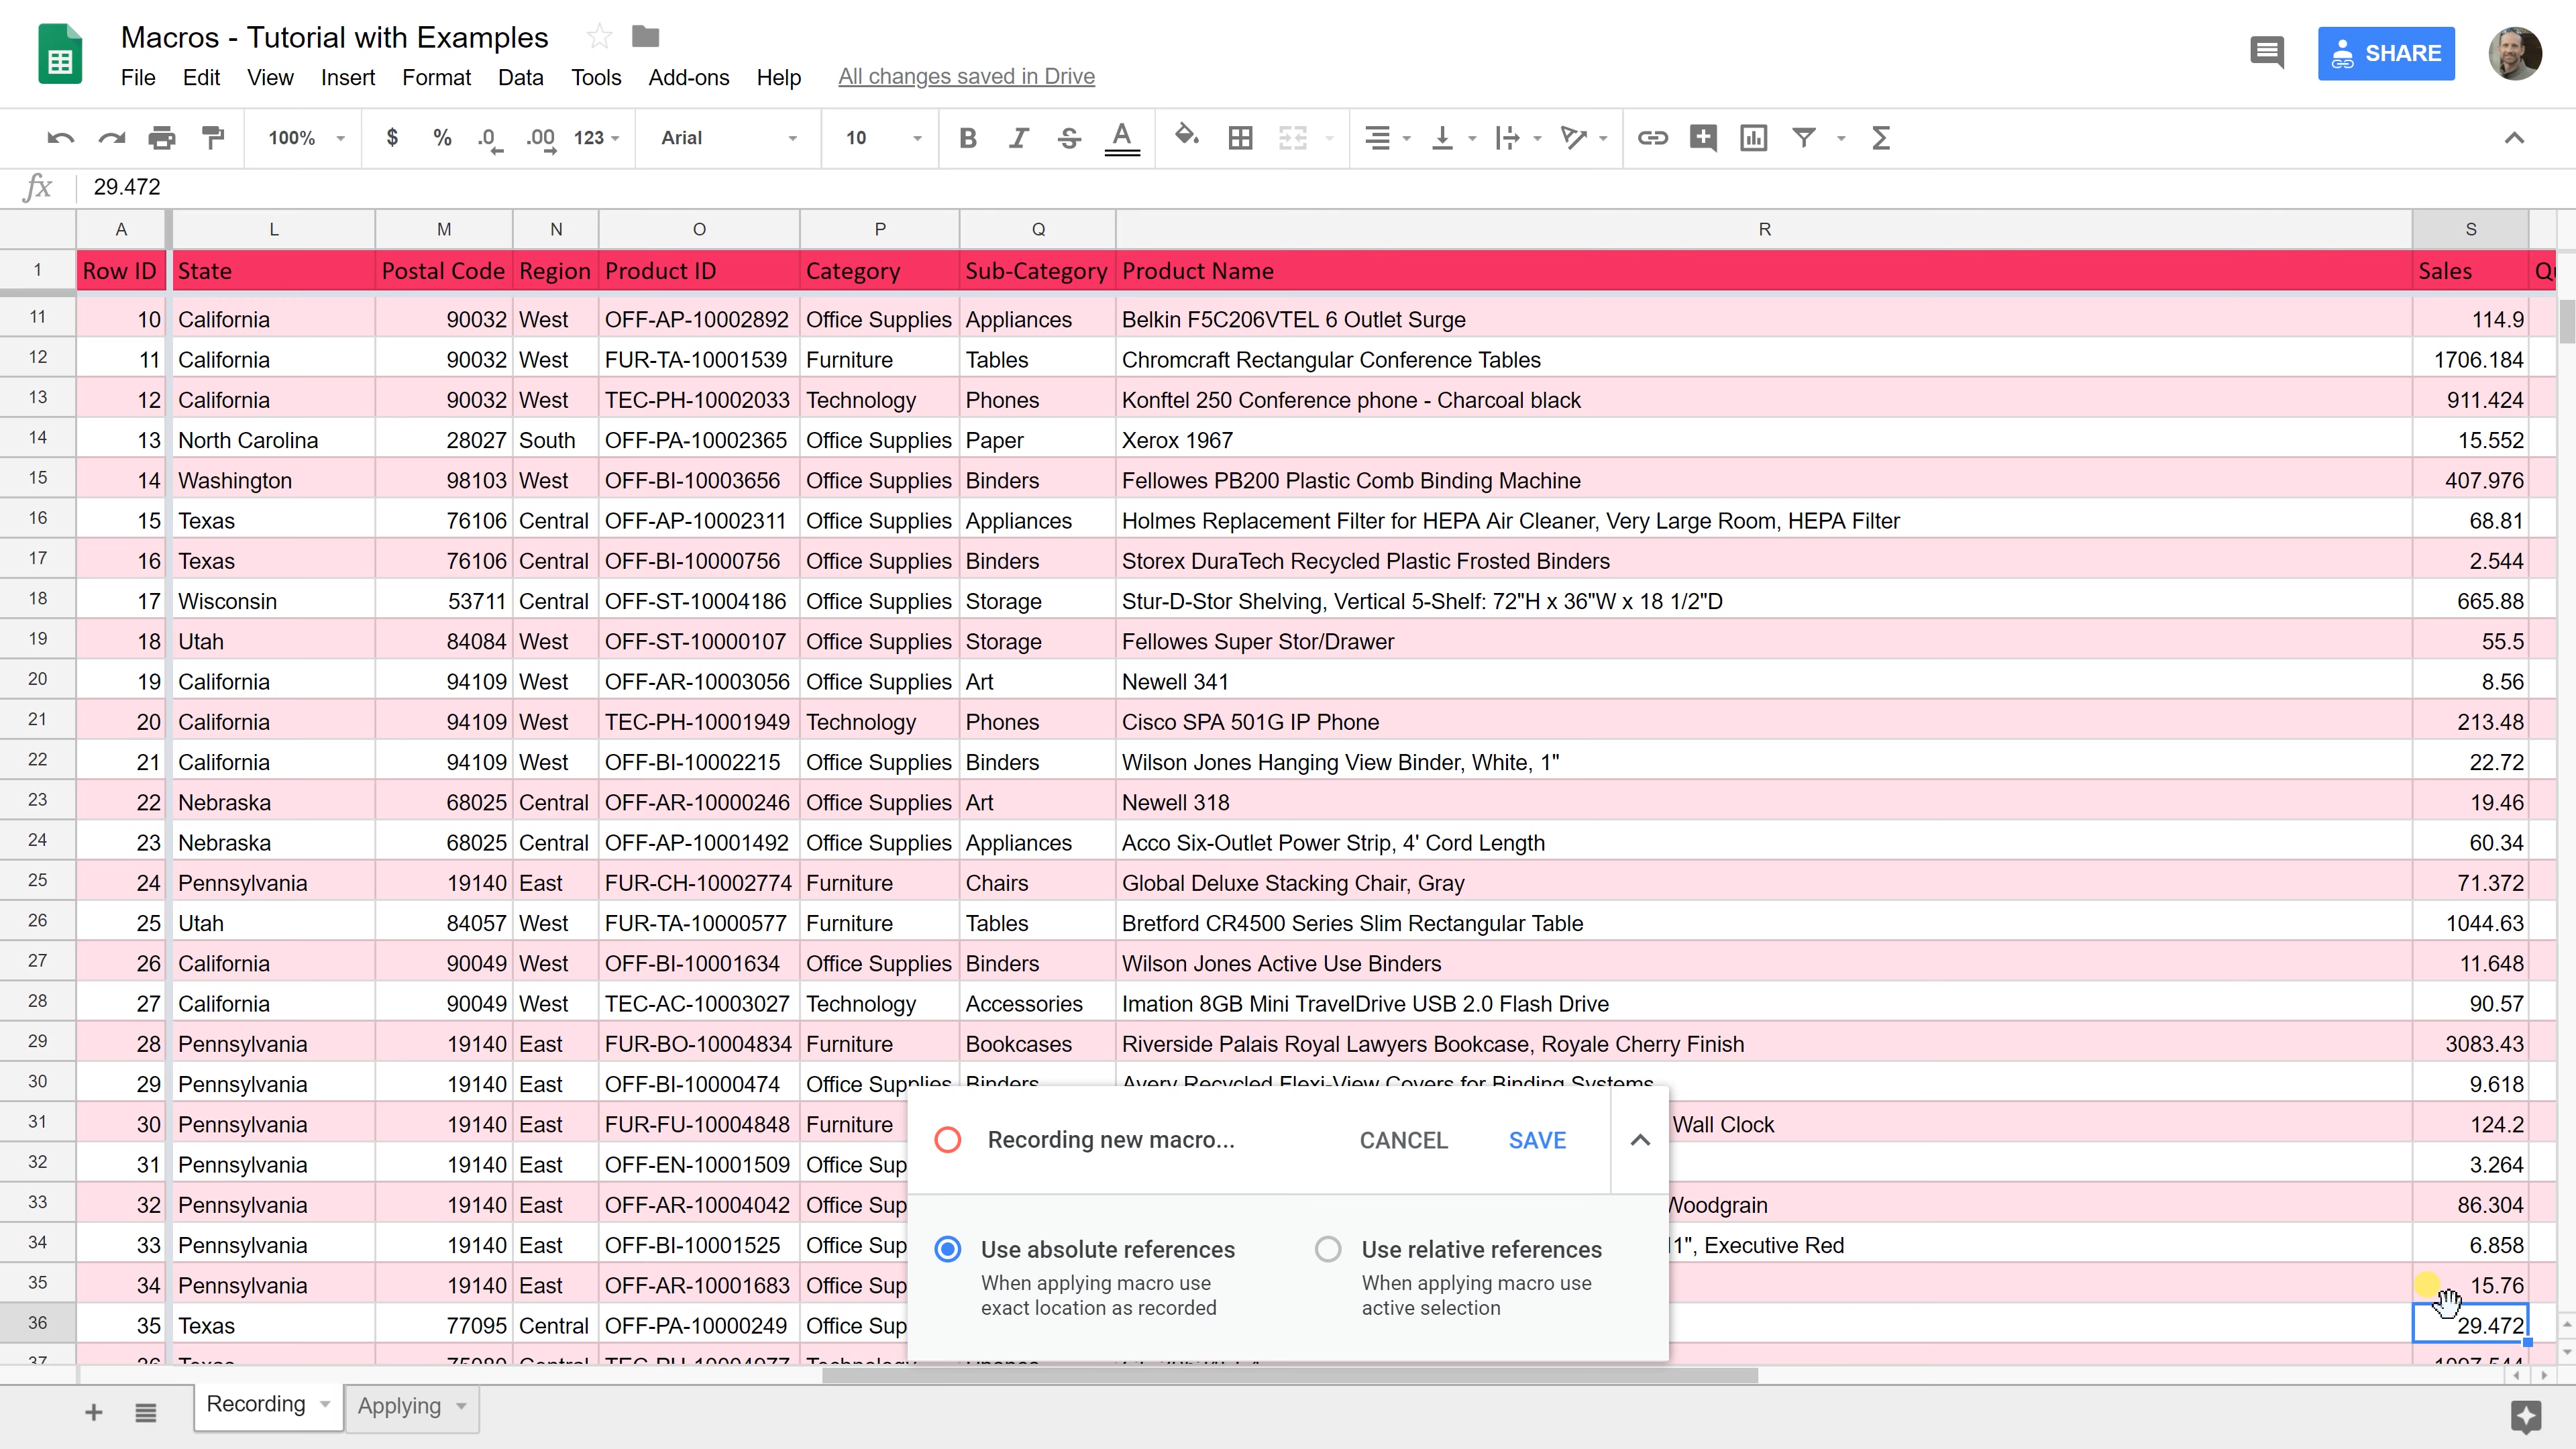 Macros - Tutorial with Examples
File Edit View Insert Format Data Tools Add-ons Help All changes saved in Drive
SHARE
100% $ % .0 .00 123 Arial 10 B I S A Σ
fx 29.472
A L M N O P Q R S
1 Row ID State Postal Code Region Product ID Category Sub-Category Product Name Sales
11 10 California 90032 West OFF-AP-10002892 Office Supplies Appliances Belkin F5C206VTEL 6 Outlet Surge 114.9
12 11 California 90032 West FUR-TA-10001539 Furniture Tables Chromcraft Rectangular Conference Tables 1706.184
13 12 California 90032 West TEC-PH-10002033 Technology Phones Konftel 250 Conference phone - Charcoal black 911.424
14 13 North Carolina 28027 South OFF-PA-10002365 Office Supplies Paper Xerox 1967 15.552
15 14 Washington 98103 West OFF-BI-10003656 Office Supplies Binders Fellowes PB200 Plastic Comb Binding Machine 407.976
16 15 Texas 76106 Central OFF-AP-10002311 Office Supplies Appliances Holmes Replacement Filter for HEPA Air Cleaner, Very Large Room, HEPA Filter 68.81
17 16 Texas 76106 Central OFF-BI-10000756 Office Supplies Binders Storex DuraTech Recycled Plastic Frosted Binders 2.544
18 17 Wisconsin 53711 Central OFF-ST-10004186 Office Supplies Storage Stur-D-Stor Shelving, Vertical 5-Shelf: 72"H x 36"W x 18 1/2"D 665.88
19 18 Utah 84084 West OFF-ST-10000107 Office Supplies Storage Fellowes Super Stor/Drawer 55.5
20 19 California 94109 West OFF-AR-10003056 Office Supplies Art Newell 341 8.56
21 20 California 94109 West TEC-PH-10001949 Technology Phones Cisco SPA 501G IP Phone 213.48
22 21 California 94109 West OFF-BI-10002215 Office Supplies Binders Wilson Jones Hanging View Binder, White, 1" 22.72
23 22 Nebraska 68025 Central OFF-AR-10000246 Office Supplies Art Newell 318 19.46
24 23 Nebraska 68025 Central OFF-AP-10001492 Office Supplies Appliances Acco Six-Outlet Power Strip, 4' Cord Length 60.34
25 24 Pennsylvania 19140 East FUR-CH-10002774 Furniture Chairs Global Deluxe Stacking Chair, Gray 71.372
26 25 Utah 84057 West FUR-TA-10000577 Furniture Tables Bretford CR4500 Series Slim Rectangular Table 1044.63
27 26 California 90049 West OFF-BI-10001634 Office Supplies Binders Wilson Jones Active Use Binders 11.648
28 27 California 90049 West TEC-AC-10003027 Technology Accessories Imation 8GB Mini TravelDrive USB 2.0 Flash Drive 90.57
29 28 Pennsylvania 19140 East FUR-BO-10004834 Furniture Bookcases Riverside Palais Royal Lawyers Bookcase, Royale Cherry Finish 3083.43
30 29 Pennsylvania 19140 East OFF-BI-10000474 Office Supplies Binders Avery Recycled Flexi-View Covers for Binding Systems 9.618
31 30 Pennsylvania 19140 East FUR-FU-10004848 Furniture Wall Clock 124.2
32 31 Pennsylvania 19140 East OFF-EN-10001509 Office Sup 3.264
33 32 Pennsylvania 19140 East OFF-AR-10004042 Office Sup Woodgrain 86.304
34 33 Pennsylvania 19140 East OFF-BI-10001525 Office Sup 1", Executive Red 6.858
35 34 Pennsylvania 19140 East OFF-AR-10001683 Office Sup 15.76
36 35 Texas 77095 Central OFF-PA-10000249 Office Sup 29.472
37
Recording new macro... CANCEL SAVE
Use absolute references
When applying macro use
exact location as recorded
Use relative references
When applying macro use
active selection
Recording Applying